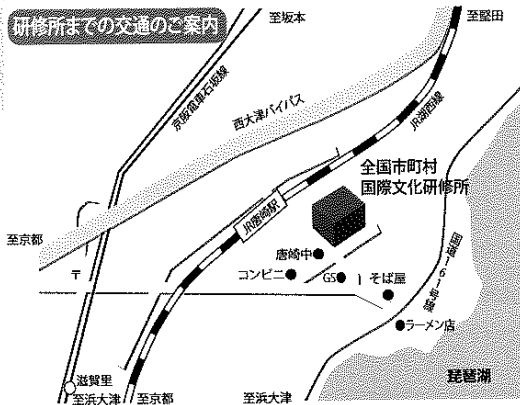 研修所までの交通のご案内
至坂本
至堅田
京阪電車石坂線
西大津バイパス
JR湖西線
全国市町村
国際文化研修所
JR唐崎駅
至京都
唐崎中
コンビニ
GS
そば屋
国道161号線
〒
ラーメン店
琵琶湖
滋賀里
至浜大津
至京都
至浜大津